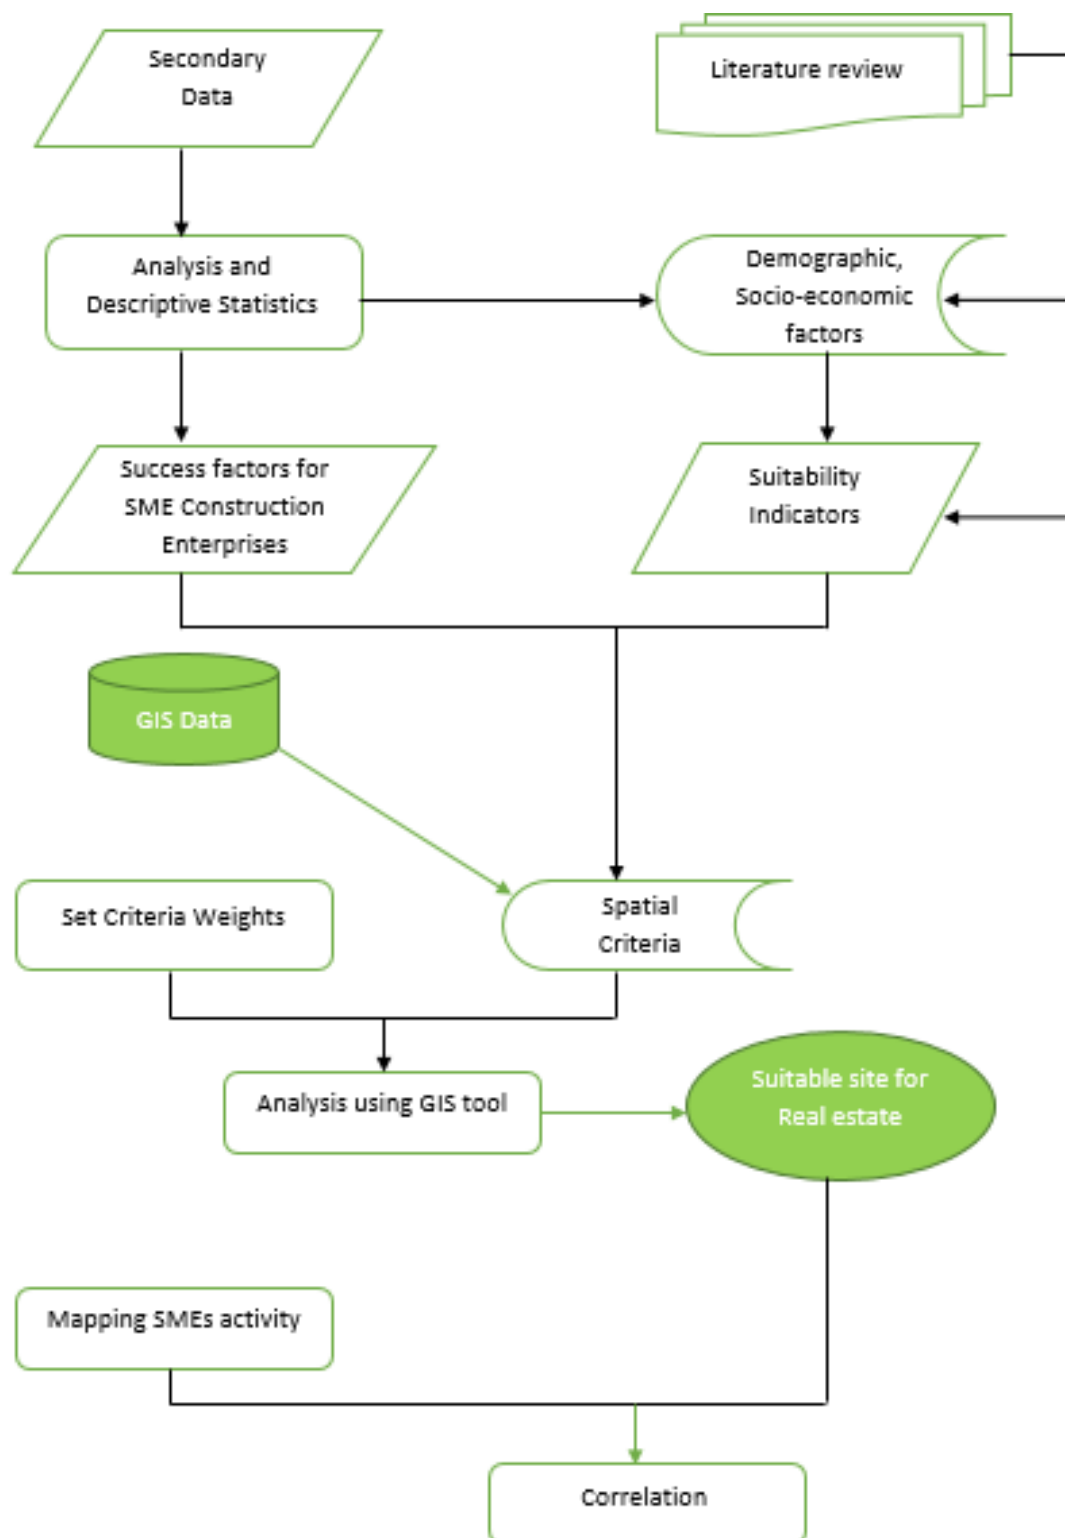 Secondary
Data
Literature review
Analysis and
Descriptive Statistics
Demographic,
Socio-economic
factors
Success factors for
SME Construction
Enterprises
Suitability
Indicators
GIS Data
Set Criteria Weights
Spatial
Criteria
Analysis using GIS tool
Suitable site for
Real estate
Mapping SMEs activity
Correlation